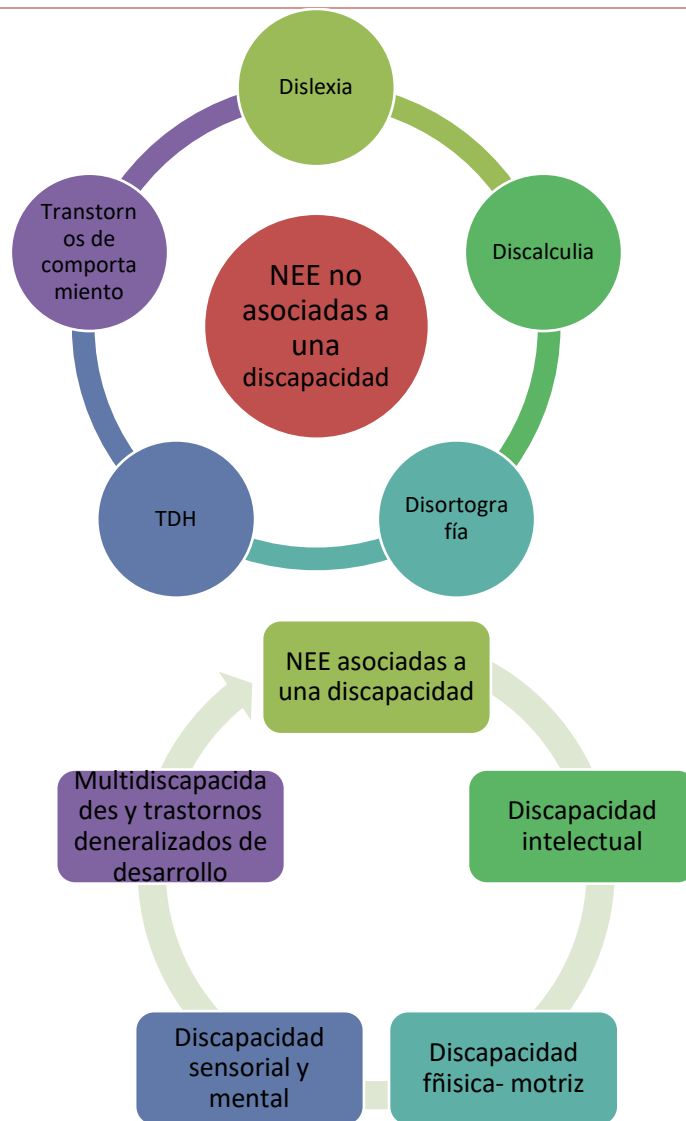 Dislexia
Transtorn
os de
comporta
miento
Discalculia
NEE no
asociadas a
una
discapacidad
TDH
Disortogra
fía
NEE asociadas a
una discapacidad
Multidiscapacida
des y trastornos
deneralizados de
desarrollo
Discapacidad
intelectual
Discapacidad
sensorial y
mental
Discapacidad
fñisica- motriz